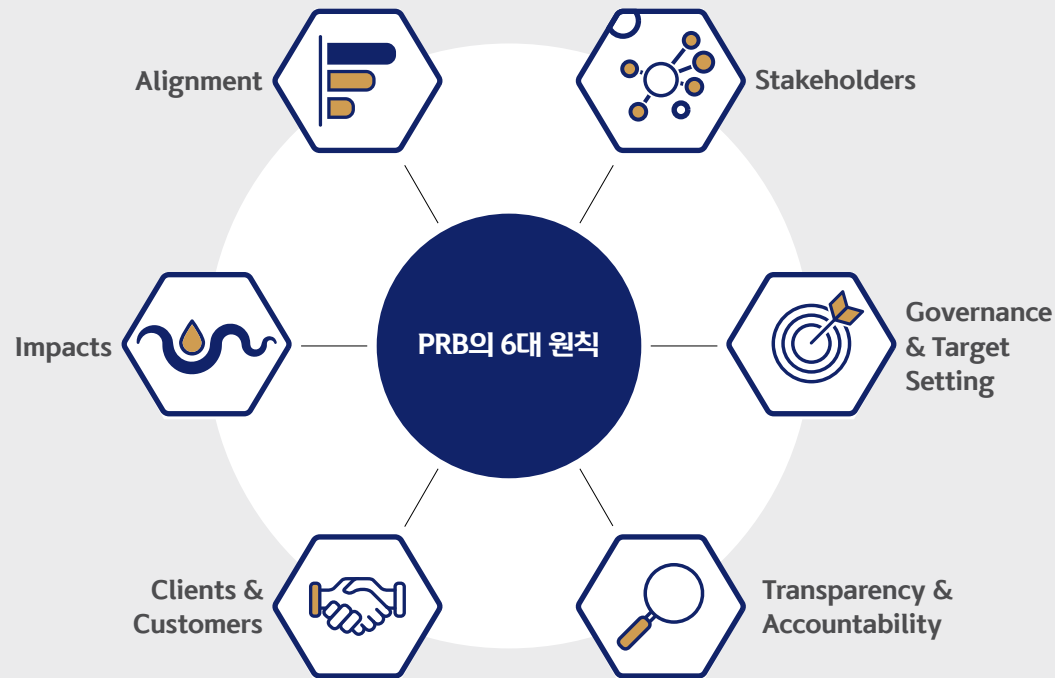 Alignment
Stakeholders
Impacts
PRB의 6대 원칙
Governance
& Target
Setting
Clients &
Customers
Transparency &
Accountability